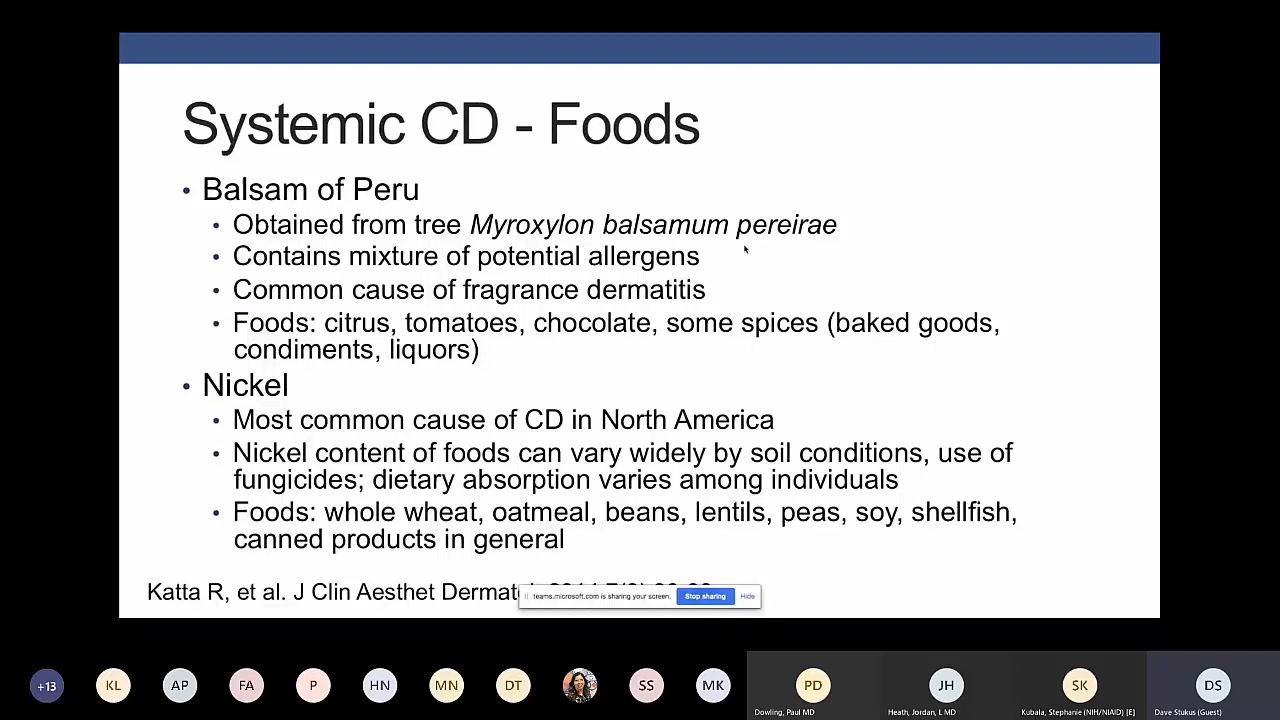 Systemic CD - Foods
• Balsam of Peru
• Obtained from tree Myroxylon balsamum pereirae
• Contains mixture of potential allergens
• Common cause of fragrance dermatitis
• Foods: citrus, tomatoes, chocolate, some spices (baked goods,
condiments, liquors)
• Nickel
• Most common cause of CD in North America
• Nickel content of foods can vary widely by soil conditions, use of
fungicides; dietary absorption varies among individuals
• Foods: whole wheat, oatmeal, beans, lentils, peas, soy, shellfish,
canned products in general
Katta R, et al. J Clin Aesthet
teams.microsoft.com is sharing your screen. Stop sharing Hide
+13 KL AP FA P HN MN DT SS MK PD JH SK DS
Dowling, Paul MD Heath, Jordan, L MD Kubala, Stephanie (NIH/NIAID) [E] Dave Stukus (Guest)